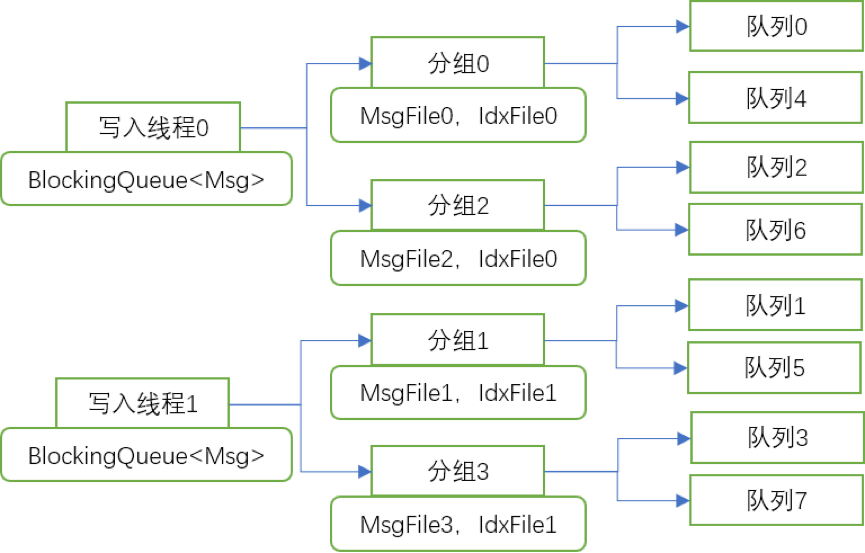 写入线程0
BlockingQueue<Msg>
分组0
MsgFile0，IdxFile0
队列0
队列4
分组2
MsgFile2，IdxFile0
队列2
队列6
写入线程1
BlockingQueue<Msg>
分组1
MsgFile1，IdxFile1
队列1
队列5
分组3
MsgFile3，IdxFile1
队列3
队列7